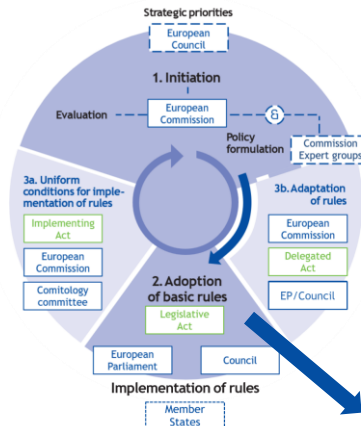 Strategic priorities
European
Council
1. Initiation
Evaluation
European
Commission
&
Policy
formulation
Commission
Expert groups
3a. Uniform
conditions for imple-
mentation of rules
Implementing
Act
European
Commission
Comitology
committee
3b. Adaptation
of rules
European
Commission
Delegated
Act
EP/Council
2. Adoption
of basic rules
Legislative
Act
European
Parliament
Council
Implementation of rules
Member
States